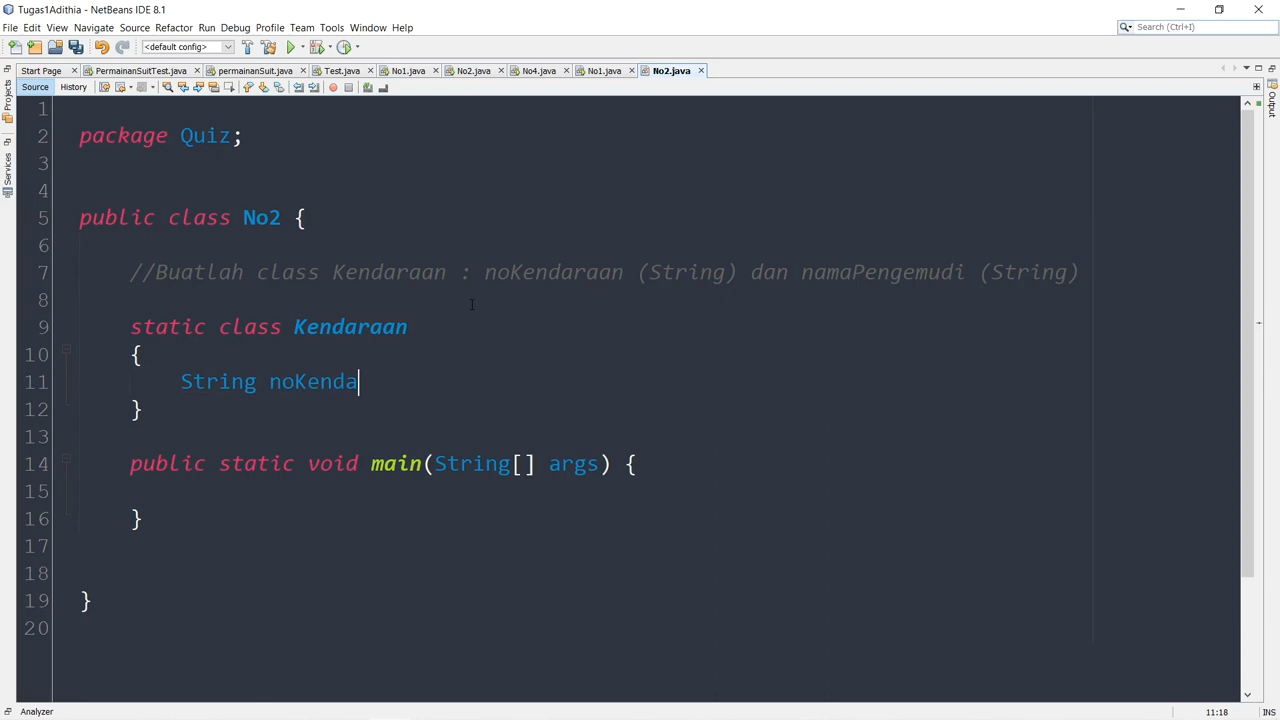 Tugas1Adithia - NetBeans IDE 8.1
File Edit View Navigate Source Refactor Run Debug Profile Team Tools Window Help
Search (Ctrl+I)
<default config>
Start Page PermainanSuitTest.java permainanSuit.java Test.java No1.java No2.java No4.java No1.java No2.java
Source History
Projects
Services
Output
1
2 package Quiz;
3
4
5 public class No2 {
6
7 //Buatlah class Kendaraan : noKendaraan (String) dan namaPengemudi (String)
8
9 static class Kendaraan
10 {
11 String noKenda
12 }
13
14 public static void main(String[] args) {
15
16 }
17
18
19 }
20
Analyzer 11:18 INS